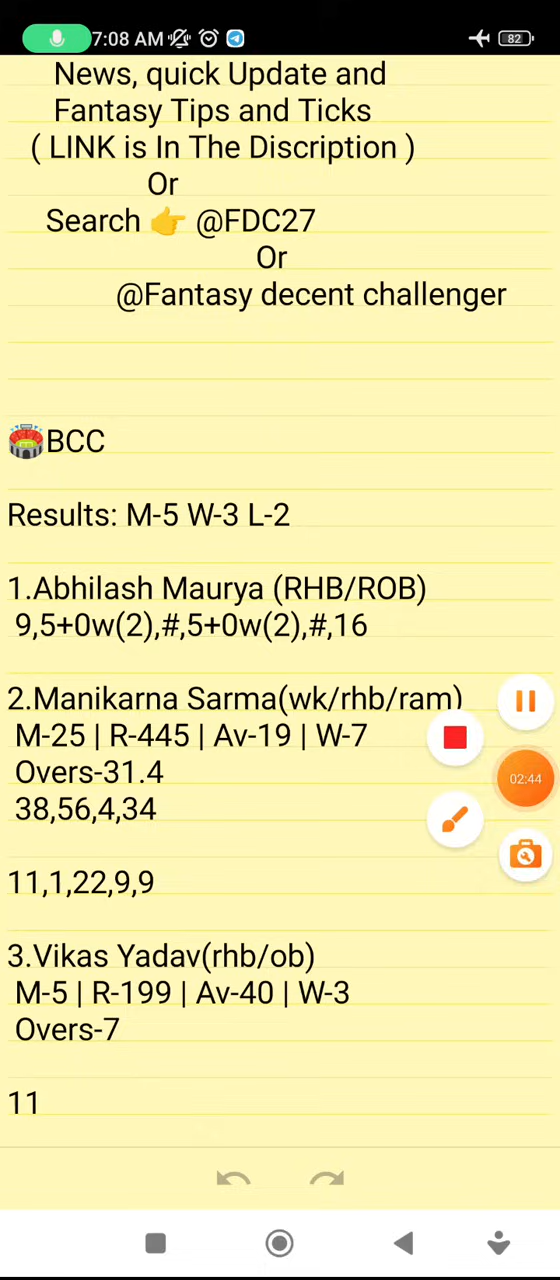 7:08 AM
82
News, quick Update and
Fantasy Tips and Ticks
( LINK is In The Discription )
Or
Search 👉 @FDC27
Or
@Fantasy decent challenger
🏟️BCC
Results: M-5 W-3 L-2
1.Abhilash Maurya (RHB/ROB)
9,5+0w(2),#,5+0w(2),#,16
2.Manikarna Sarma(wk/rhb/ram)
M-25 | R-445 | Av-19 | W-7
Overs-31.4
38,56,4,34
02:44
11,1,22,9,9
3.Vikas Yadav(rhb/ob)
M-5 | R-199 | Av-40 | W-3
Overs-7
11